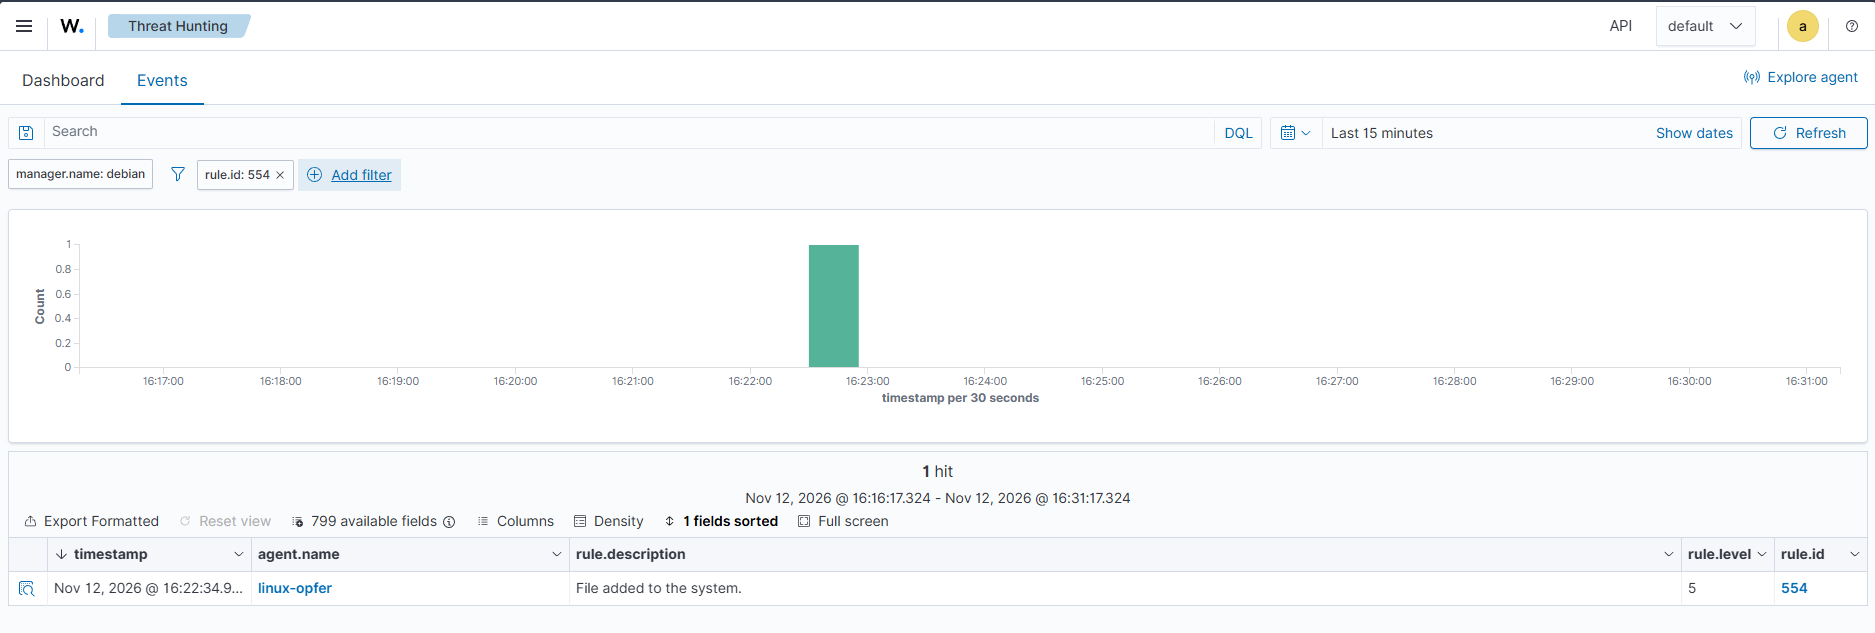 W. Threat Hunting API default a
Dashboard Events Explore agent
Search DQL Last 15 minutes Show dates Refresh
manager.name: debian rule.id: 554 × Add filter
1
0.8
0.6
0.4
0.2
0
Count
16:17:00 16:18:00 16:19:00 16:20:00 16:21:00 16:22:00 16:23:00 16:24:00 16:25:00 16:26:00 16:27:00 16:28:00 16:29:00 16:30:00 16:31:00
timestamp per 30 seconds
1 hit
Nov 12, 2026 @ 16:16:17.324 - Nov 12, 2026 @ 16:31:17.324
Export Formatted Reset view 799 available fields Columns Density 1 fields sorted Full screen
timestamp agent.name rule.description rule.level rule.id
Nov 12, 2026 @ 16:22:34.9... linux-opfer File added to the system. 5 554